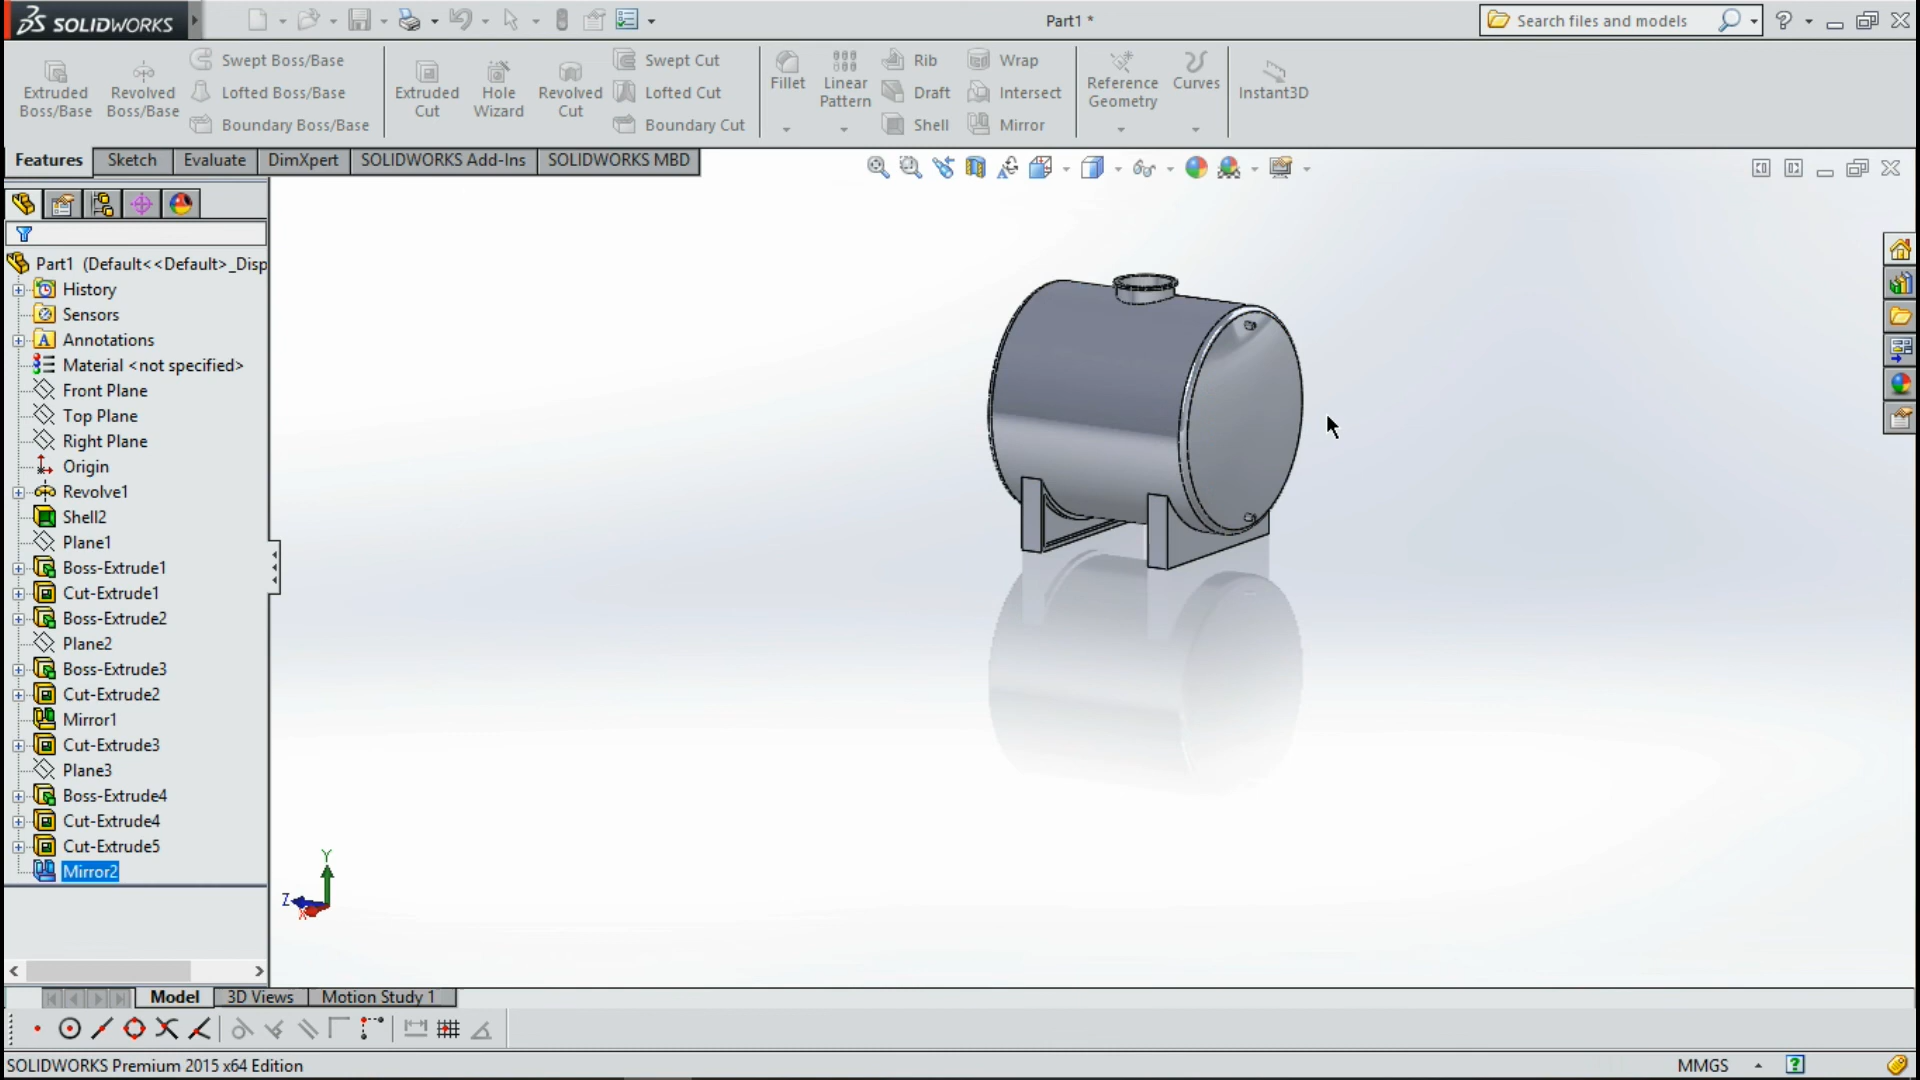 SOLIDWORKS
Part1 *
Search files and models
Extruded Boss/Base
Revolved Boss/Base
Swept Boss/Base
Lofted Boss/Base
Boundary Boss/Base
Extruded Cut
Hole Wizard
Revolved Cut
Swept Cut
Lofted Cut
Boundary Cut
Fillet
Linear Pattern
Rib
Draft
Shell
Wrap
Intersect
Mirror
Reference Geometry
Curves
Instant3D
Features
Sketch
Evaluate
DimXpert
SOLIDWORKS Add-Ins
SOLIDWORKS MBD
Part1 (Default<<Default>_Disp
History
Sensors
Annotations
Material <not specified>
Front Plane
Top Plane
Right Plane
Origin
Revolve1
Shell2
Plane1
Boss-Extrude1
Cut-Extrude1
Boss-Extrude2
Plane2
Boss-Extrude3
Cut-Extrude2
Mirror1
Cut-Extrude3
Plane3
Boss-Extrude4
Cut-Extrude4
Cut-Extrude5
Mirror2
Y
Z
X
Model
3D Views
Motion Study 1
SOLIDWORKS Premium 2015 x64 Edition
MMGS